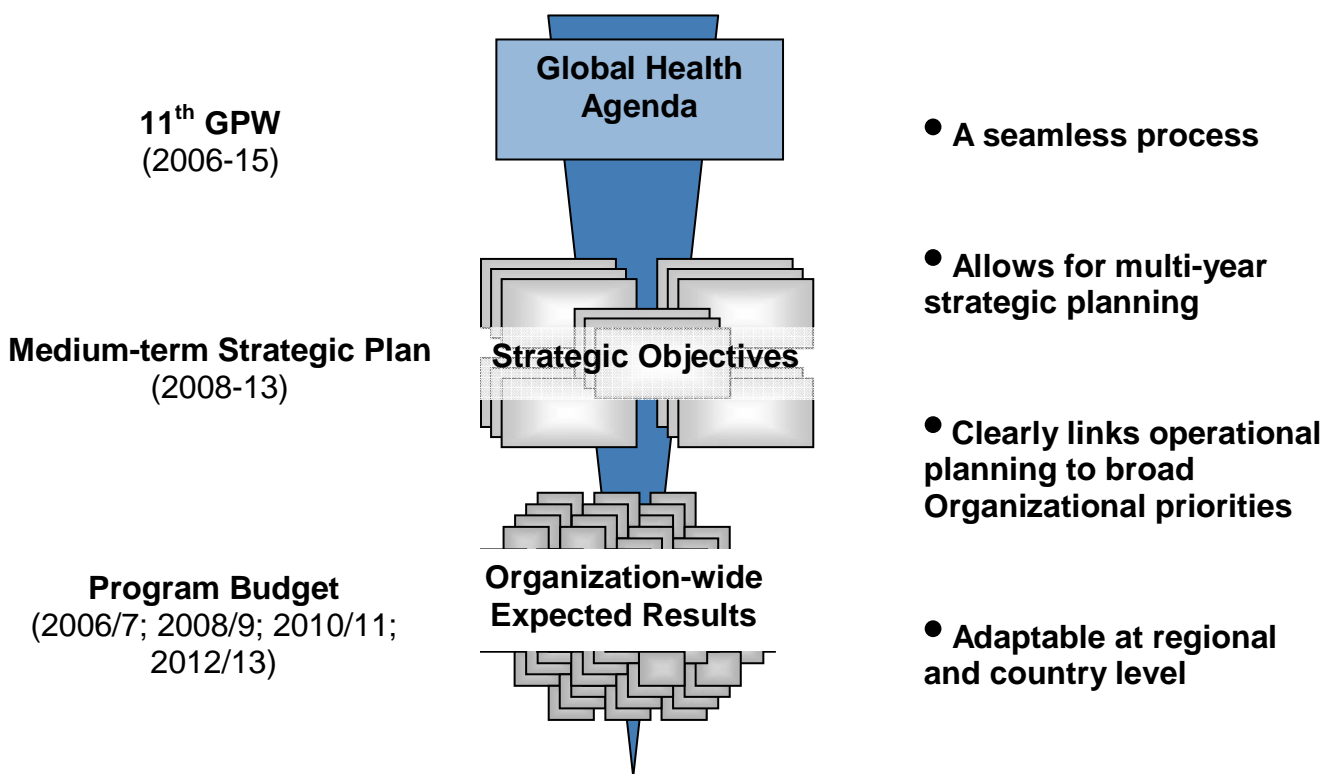 11th GPW
(2006-15)
Global Health
Agenda
• A seamless process
Medium-term Strategic Plan
(2008-13)
Strategic Objectives
• Allows for multi-year
strategic planning
• Clearly links operational
planning to broad
Organizational priorities
Program Budget
(2006/7; 2008/9; 2010/11;
2012/13)
Organization-wide
Expected Results
• Adaptable at regional
and country level